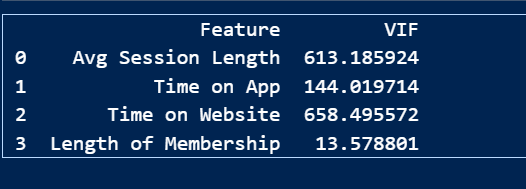 Feature VIF
0 Avg Session Length 613.185924
1 Time on App 144.019714
2 Time on Website 658.495572
3 Length of Membership 13.578801